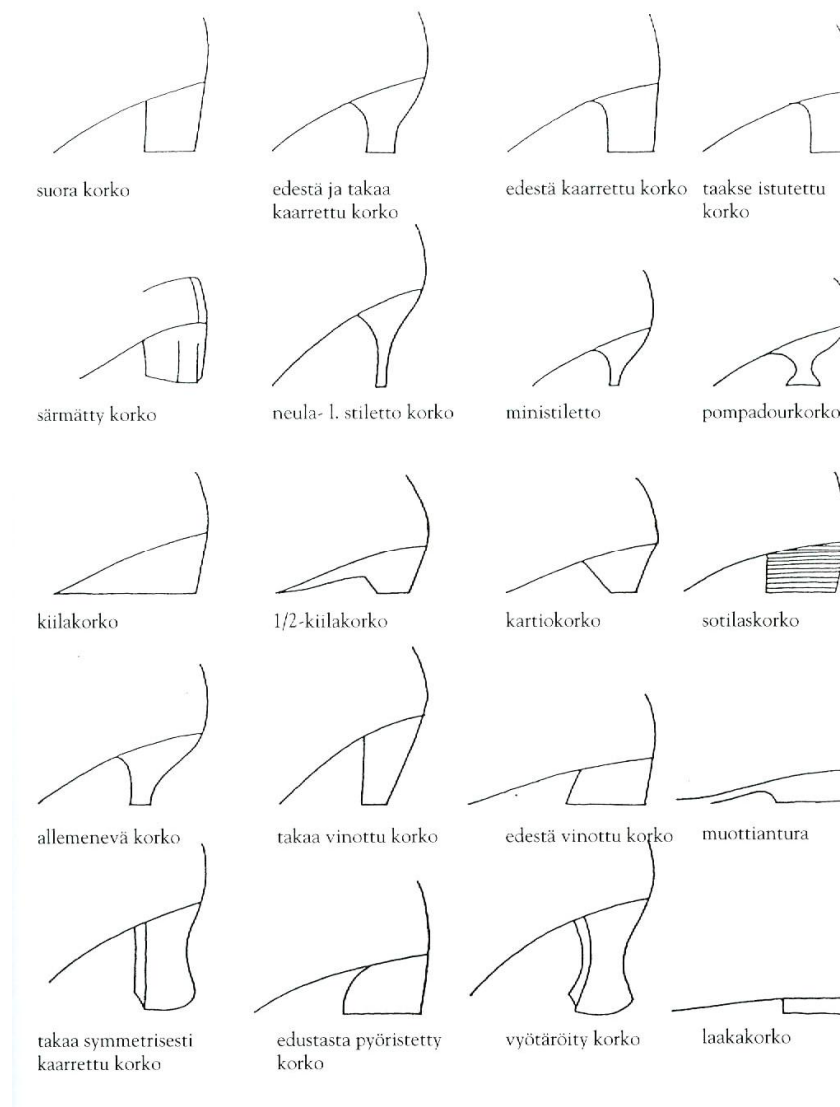 suora korko
edestä ja takaa
kaarrettu korko
edestä kaarrettu korko
taakse istutettu
korko
särmätty korko
neula- l. stiletto korko
ministiletto
pompadourkorko
kiilakorko
1/2-kiilakorko
kartiokorko
sotilaskorko
allemenevä korko
takaa vinottu korko
edestä vinottu korko
muottiantura
takaa symmetrisesti
kaarrettu korko
edustasta pyöristetty
korko
vyötäröity korko
laakakorko